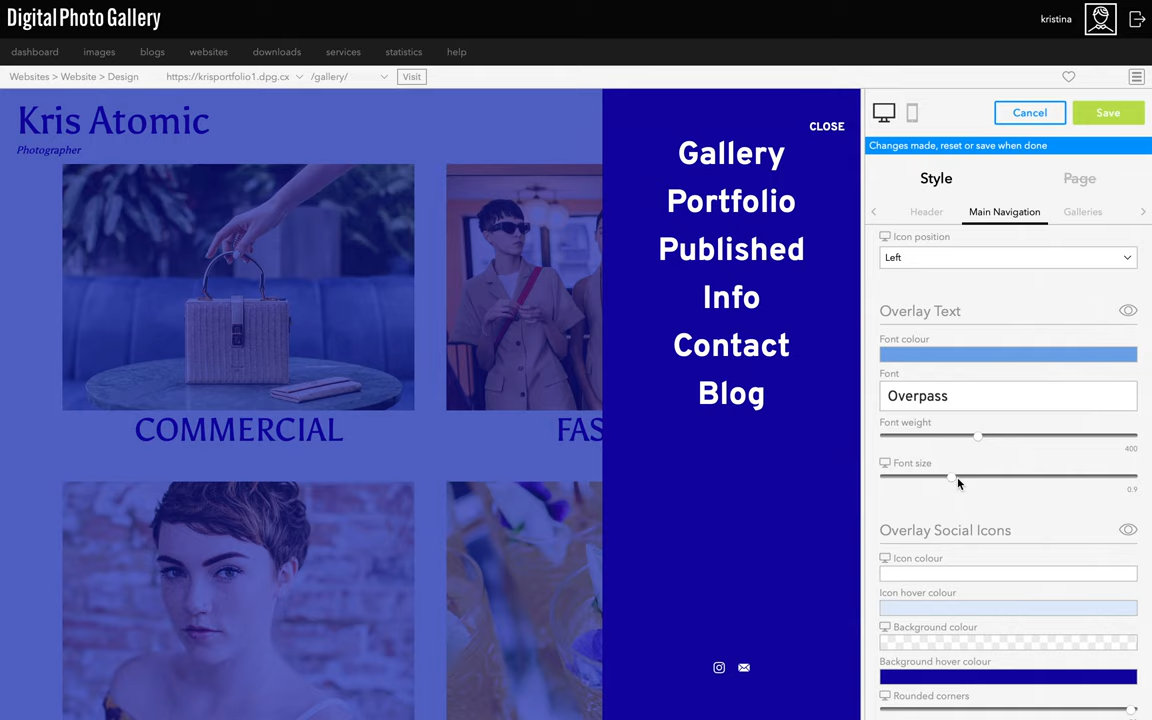 Digital Photo Gallery
kristina
dashboard images blogs websites downloads services statistics help
Websites > Website > Design https://krisportfolio1.dpg.cx /gallery/ Visit
Kris Atomic
Photographer
COMMERCIAL
FAS
CLOSE
Gallery
Portfolio
Published
Info
Contact
Blog
Cancel Save
Changes made, reset or save when done
Style Page
Header Main Navigation Galleries
Icon position
Left
Overlay Text
Font colour
Font
Overpass
Font weight
400
Font size
0.9
Overlay Social Icons
Icon colour
Icon hover colour
Background colour
Background hover colour
Rounded corners